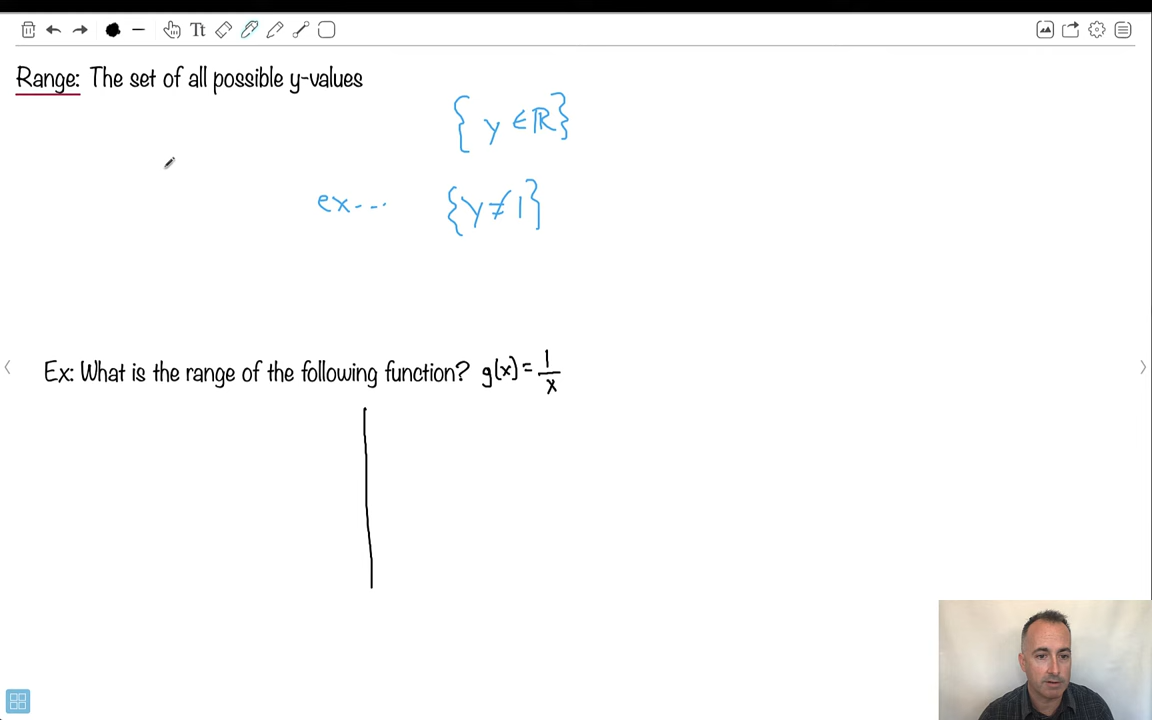 Tt
Range: The set of all possible y-values
{ y ∈ ℝ }
ex... {y ≠ 1}
Ex: What is the range of the following function? g(x) = 1/x